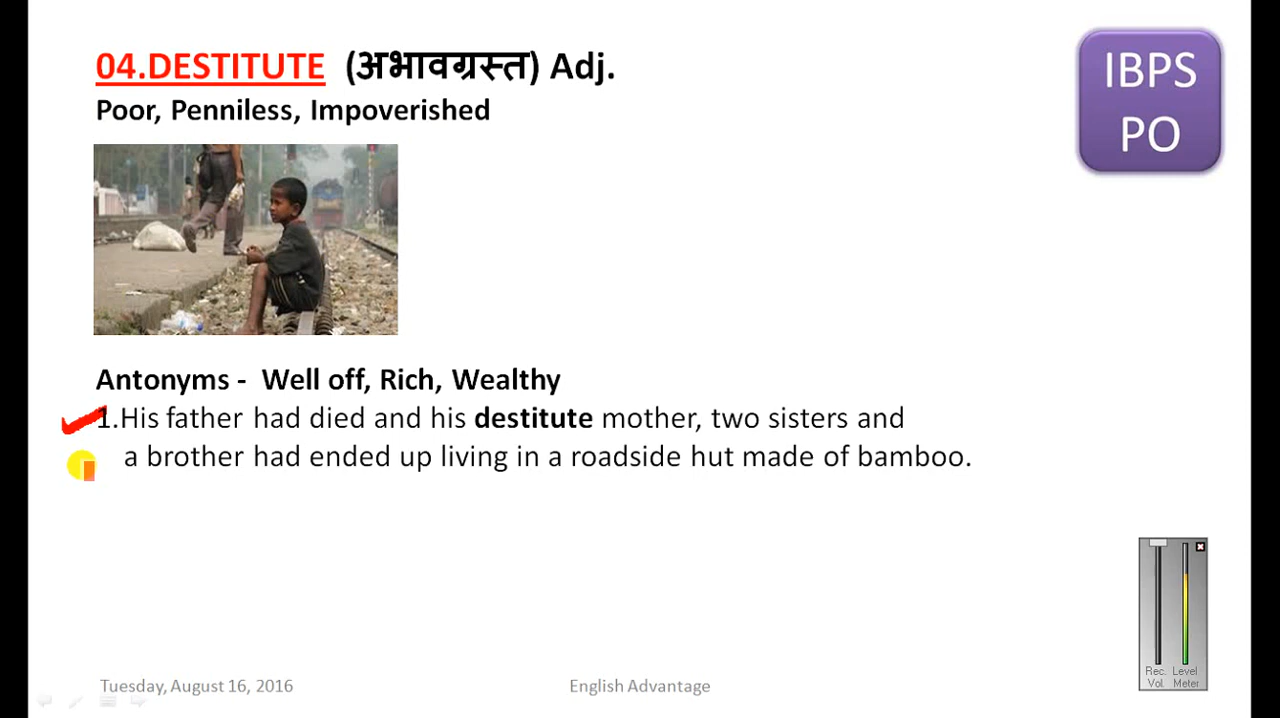 04.DESTITUTE (अभावग्रस्त) Adj.
Poor, Penniless, Impoverished
IBPS
PO
Antonyms - Well off, Rich, Wealthy
1.His father had died and his destitute mother, two sisters and
a brother had ended up living in a roadside hut made of bamboo.
Rec. Level
Vol. Meter
Tuesday, August 16, 2016 English Advantage